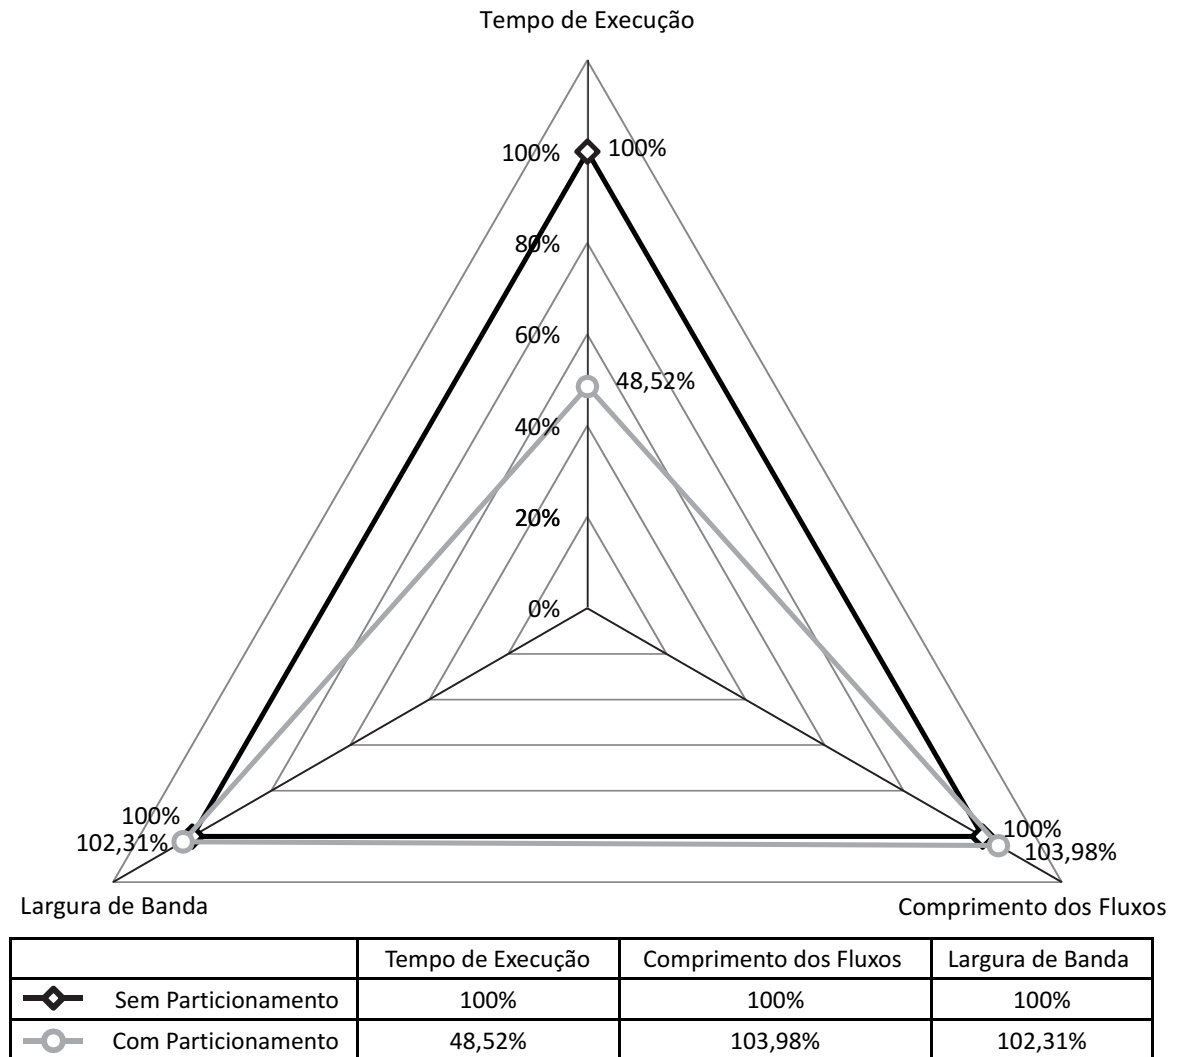 Tempo de Execução
100% 100%
80%
60%
48,52%
40%
20%
0%
100% 100%
102,31% 103,98%
Largura de Banda Comprimento dos Fluxos
Tempo de Execução Comprimento dos Fluxos Largura de Banda
Sem Particionamento 100% 100% 100%
Com Particionamento 48,52% 103,98% 102,31%